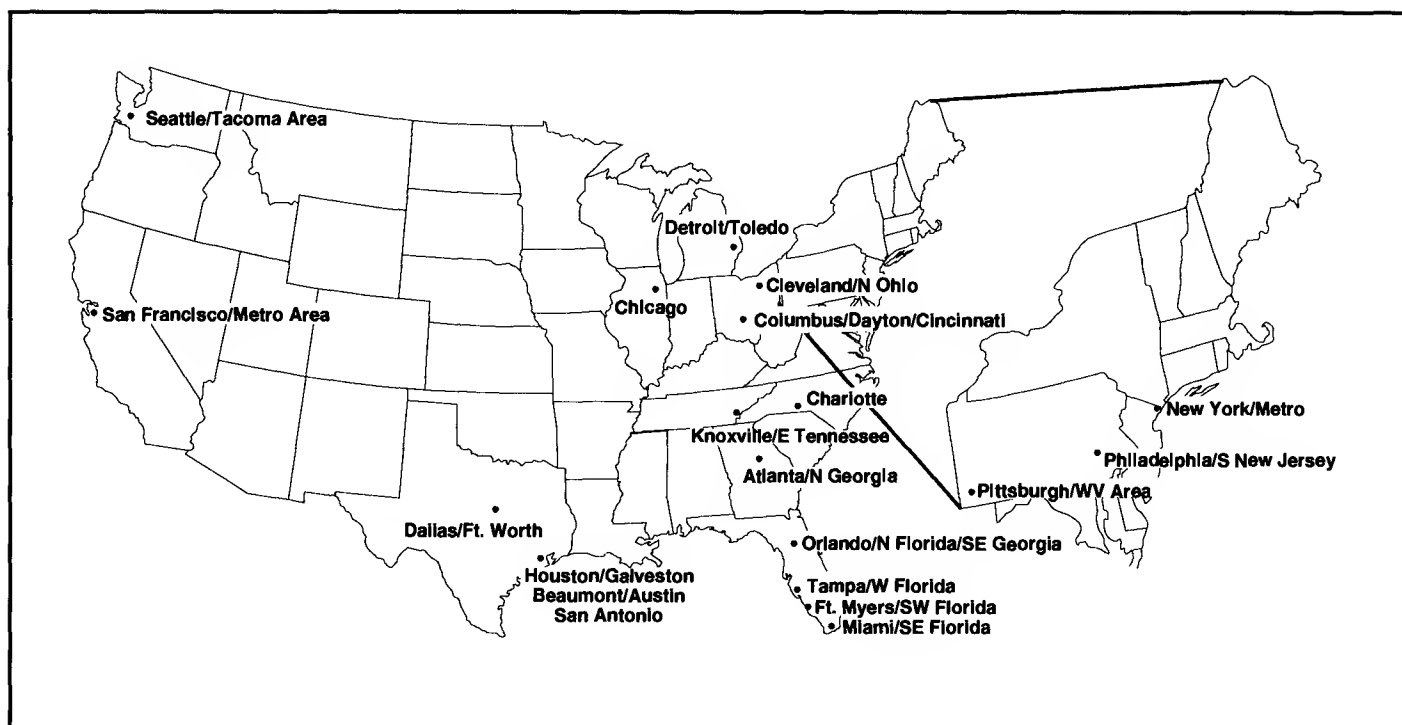 Seattle/Tacoma Area
Detroit/Toledo
Cleveland/N Ohio
Chicago
San Francisco/Metro Area
Columbus/Dayton/Cincinnati
Charlotte
New York/Metro
Knoxville/E Tennessee
Philadelphia/S New Jersey
Atlanta/N Georgia
Pittsburgh/WV Area
Dallas/Ft. Worth
Orlando/N Florida/SE Georgia
Houston/Galveston
Beaumont/Austin
San Antonio
Tampa/W Florida
Ft. Myers/SW Florida
Miami/SE Florida